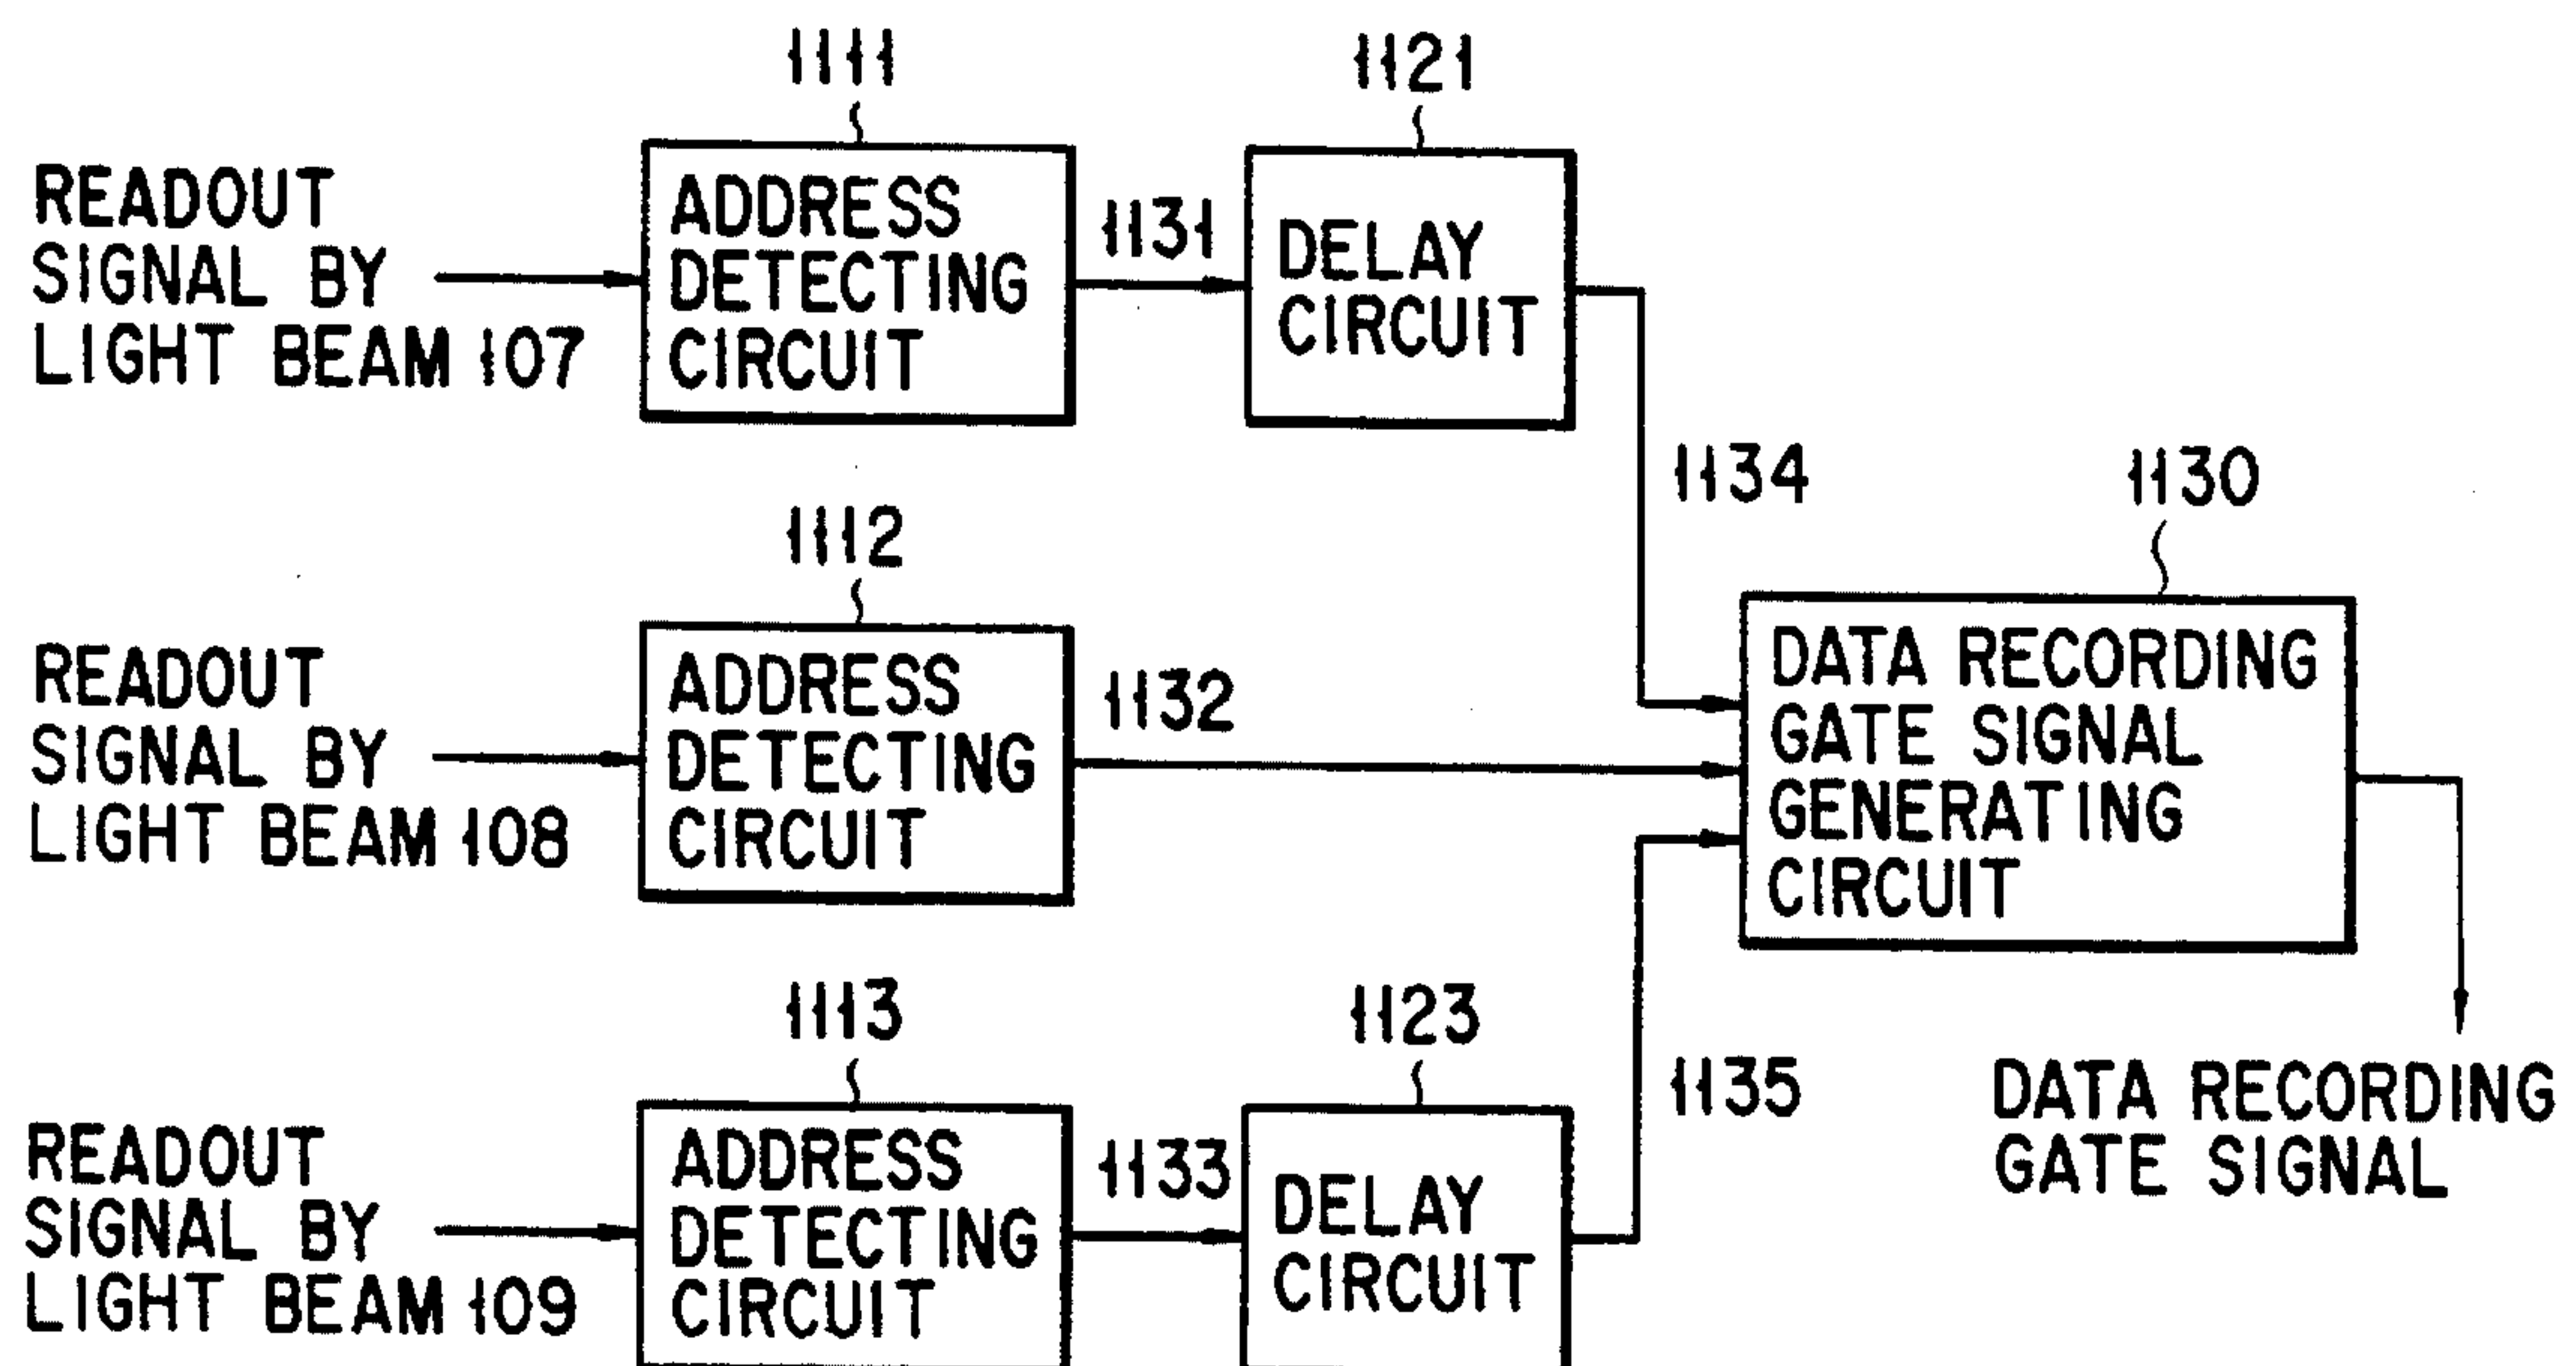 1111
1121
READOUT
SIGNAL BY
LIGHT BEAM 107
ADDRESS
DETECTING
CIRCUIT
1131
DELAY
CIRCUIT
1134
1130
1112
READOUT
SIGNAL BY
LIGHT BEAM 108
ADDRESS
DETECTING
CIRCUIT
1132
DATA RECORDING
GATE SIGNAL
GENERATING
CIRCUIT
1113
1123
READOUT
SIGNAL BY
LIGHT BEAM 109
ADDRESS
DETECTING
CIRCUIT
1133
DELAY
CIRCUIT
1135
DATA RECORDING
GATE SIGNAL